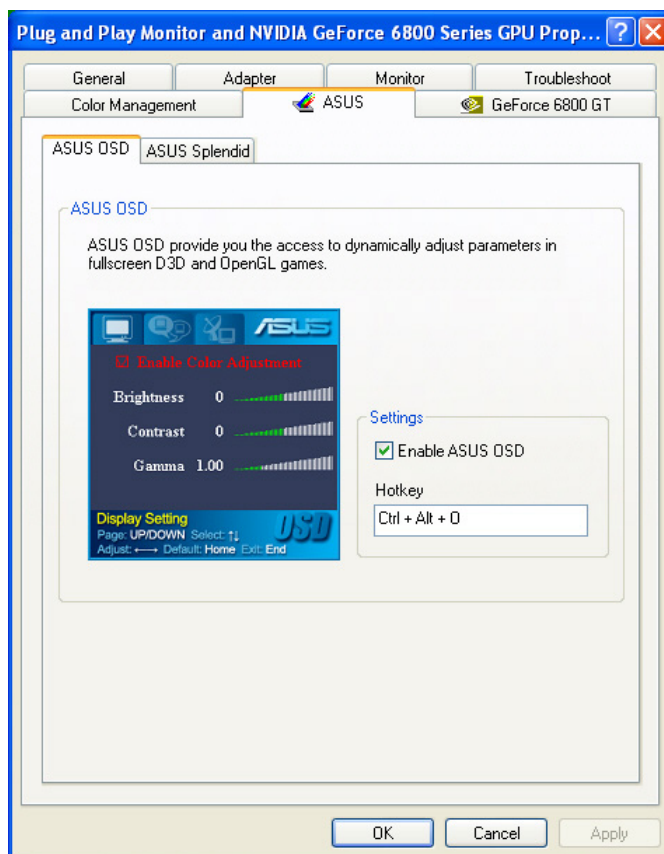 Plug and Play Monitor and NVIDIA GeForce 6800 Series GPU Prop...
General Adapter Monitor Troubleshoot
Color Management ASUS GeForce 6800 GT
ASUS OSD ASUS Splendid
ASUS OSD
ASUS OSD provide you the access to dynamically adjust parameters in
fullscreen D3D and OpenGL games.
ASUS
Enable Color Adjustment
Brightness 0
Contrast 0
Gamma 1.00
Display Setting
Page: UP/DOWN Select: ↑↓
Adjust: ←→ Default: Home Exit: End
OSD
Settings
Enable ASUS OSD
Hotkey
Ctrl + Alt + O
OK Cancel Apply